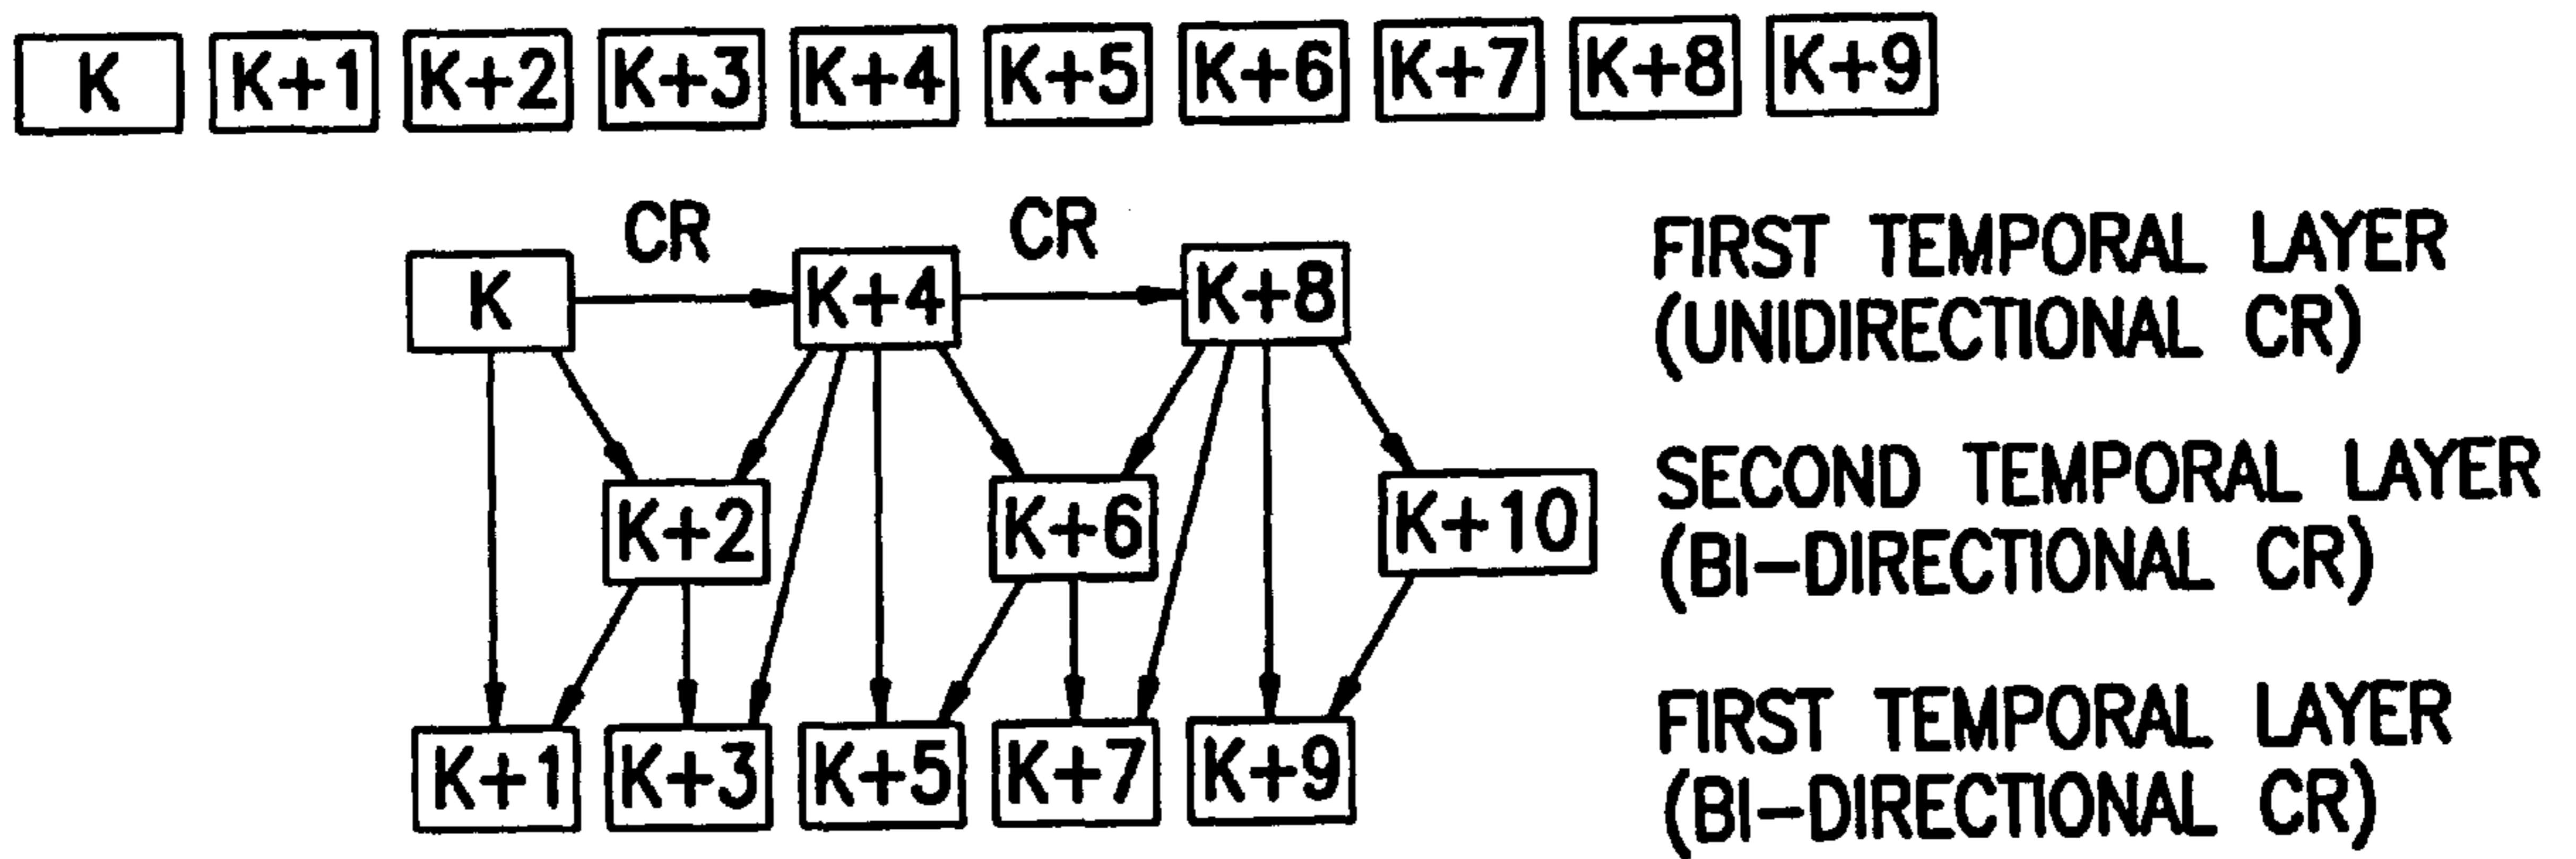 K K+1 K+2 K+3 K+4 K+5 K+6 K+7 K+8 K+9
CR CR
K K+4 K+8
FIRST TEMPORAL LAYER
(UNIDIRECTIONAL CR)
K+2 K+6 K+10
SECOND TEMPORAL LAYER
(BI-DIRECTIONAL CR)
K+1 K+3 K+5 K+7 K+9
FIRST TEMPORAL LAYER
(BI-DIRECTIONAL CR)